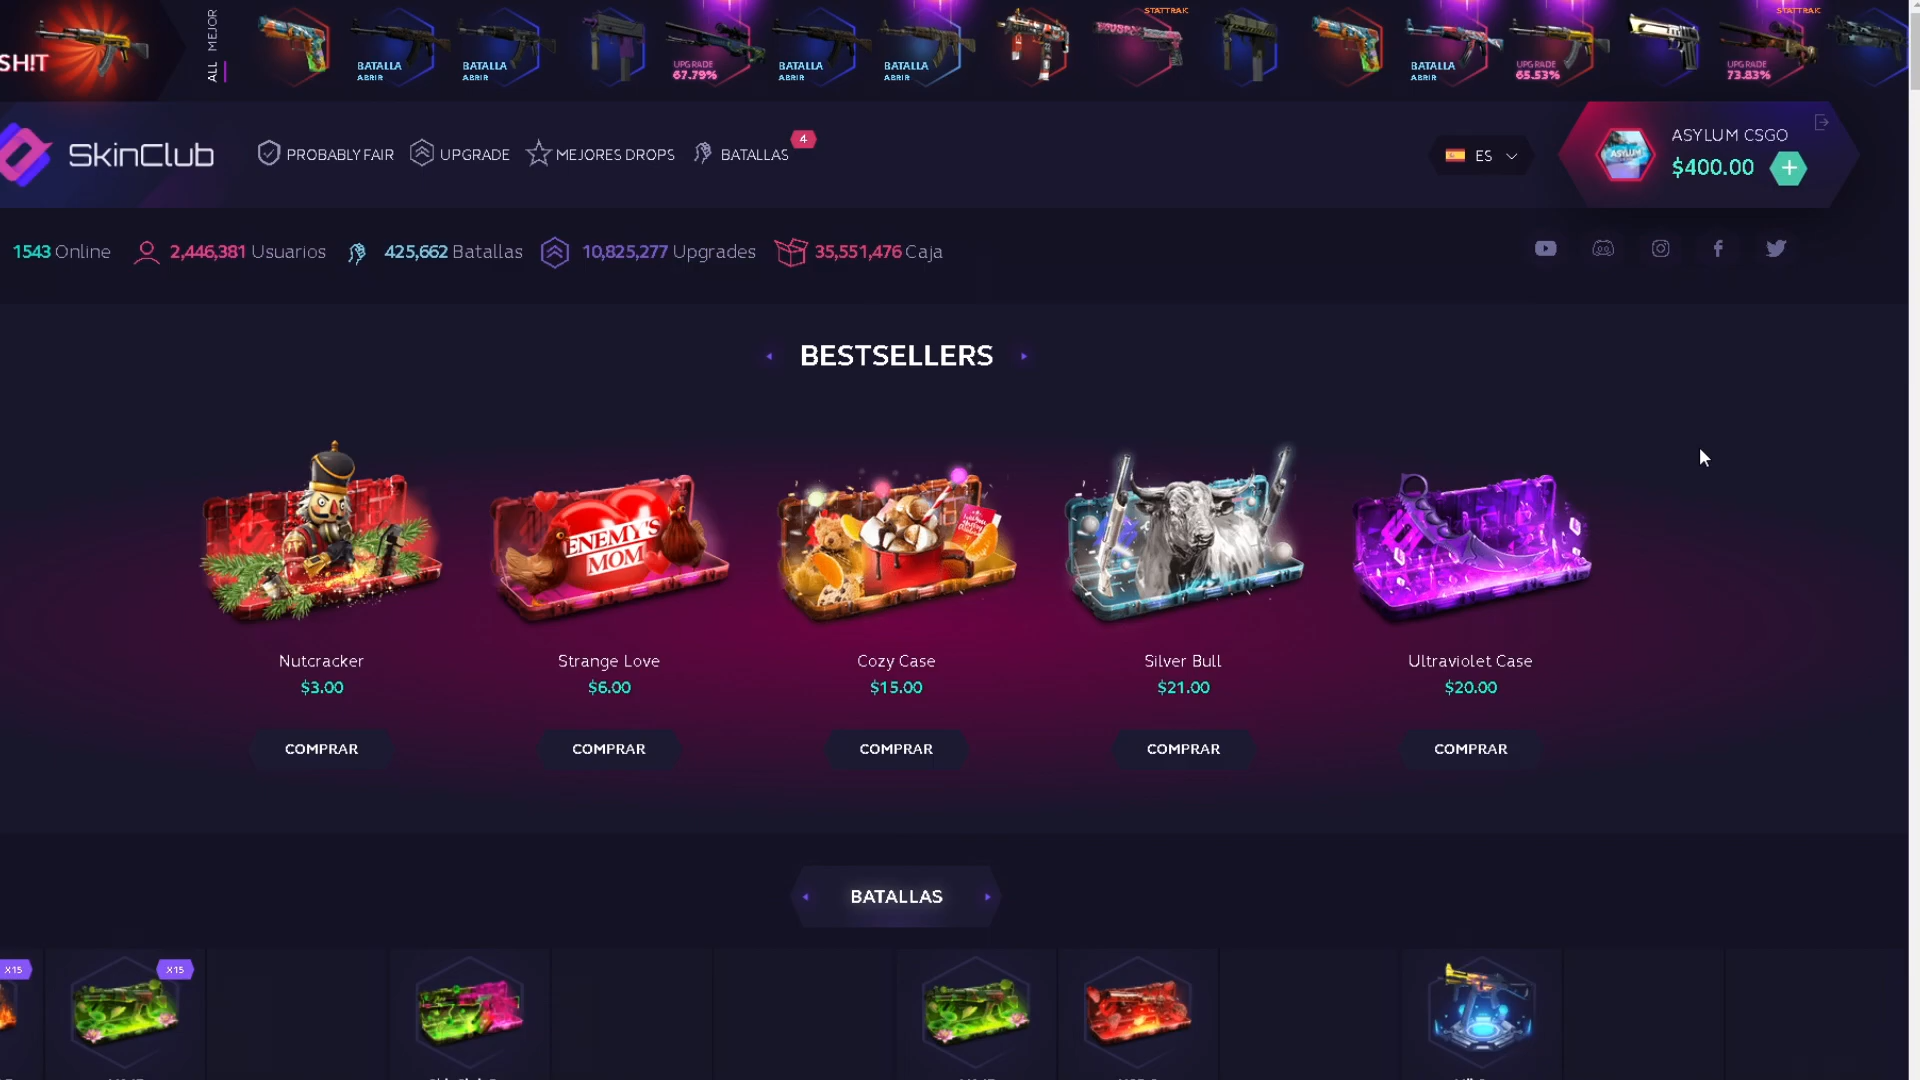 SH!T
ALL MEJOR
BATALLA
ABRIR
BATALLA
ABRIR
UPGRADE
67.79%
BATALLA
ABRIR
BATALLA
ABRIR
STATTRAK
BATALLA
ABRIR
UPGRADE
65.53%
STATTRAK
UPGRADE
73.83%
SkinClub
PROBABLY FAIR
UPGRADE
MEJORES DROPS
BATALLAS
4
ES
ASYLUM CSGO
$400.00
ASYLUM
1543 Online
2,446,381 Usuarios
425,662 Batallas
10,825,277 Upgrades
35,551,476 Caja
BESTSELLERS
ENEMY'S
MOM
Nutcracker
$3.00
COMPRAR
Strange Love
$6.00
COMPRAR
Cozy Case
$15.00
COMPRAR
Silver Bull
$21.00
COMPRAR
Ultraviolet Case
$20.00
COMPRAR
BATALLAS
X15
X15